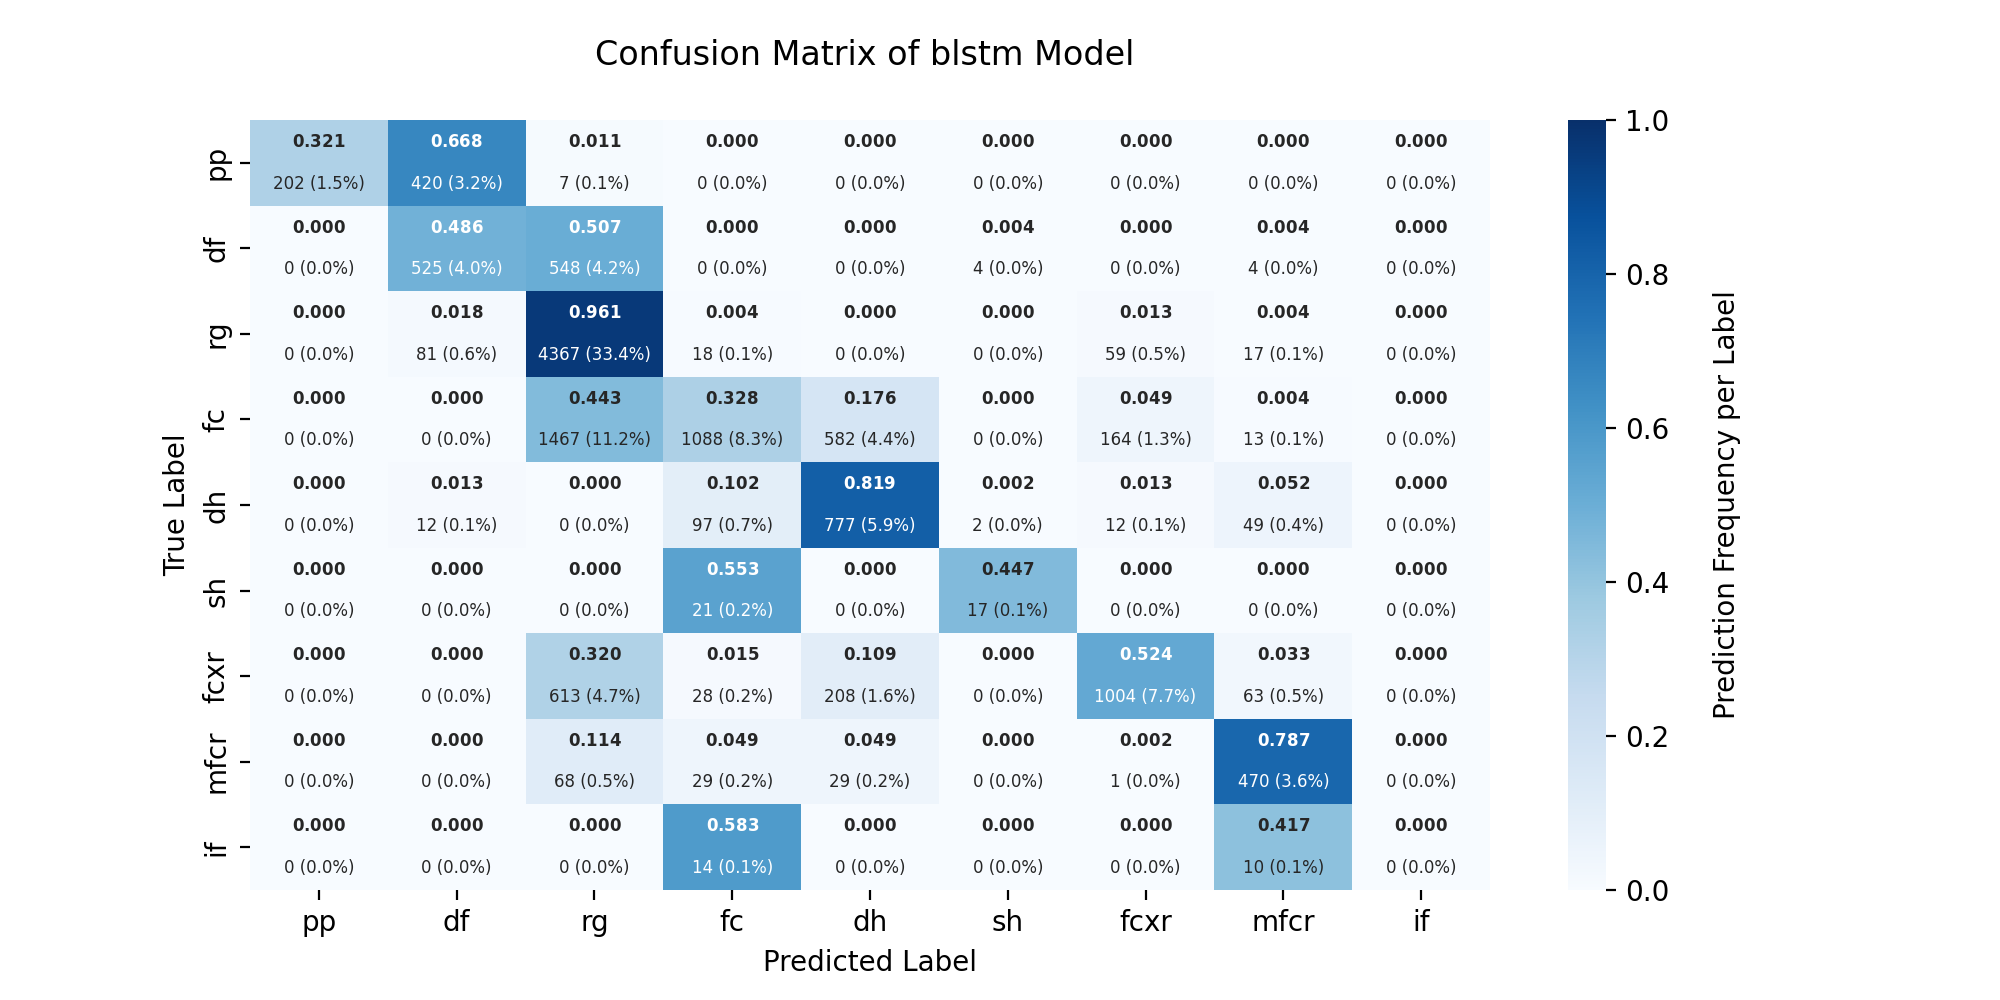 Confusion Matrix of blstm Model
0.321 0.668 0.011 0.000 0.000 0.000 0.000 0.000 0.000
pp
202 (1.5%) 420 (3.2%) 7 (0.1%) 0 (0.0%) 0 (0.0%) 0 (0.0%) 0 (0.0%) 0 (0.0%) 0 (0.0%)
0.000 0.486 0.507 0.000 0.000 0.004 0.000 0.004 0.000
df
0 (0.0%) 525 (4.0%) 548 (4.2%) 0 (0.0%) 0 (0.0%) 4 (0.0%) 0 (0.0%) 4 (0.0%) 0 (0.0%)
0.000 0.018 0.961 0.004 0.000 0.000 0.013 0.004 0.000
rg
0 (0.0%) 81 (0.6%) 4367 (33.4%) 18 (0.1%) 0 (0.0%) 0 (0.0%) 59 (0.5%) 17 (0.1%) 0 (0.0%)
0.000 0.000 0.443 0.328 0.176 0.000 0.049 0.004 0.000
fc
0 (0.0%) 0 (0.0%) 1467 (11.2%) 1088 (8.3%) 582 (4.4%) 0 (0.0%) 164 (1.3%) 13 (0.1%) 0 (0.0%)
0.000 0.013 0.000 0.102 0.819 0.002 0.013 0.052 0.000
dh
0 (0.0%) 12 (0.1%) 0 (0.0%) 97 (0.7%) 777 (5.9%) 2 (0.0%) 12 (0.1%) 49 (0.4%) 0 (0.0%)
0.000 0.000 0.000 0.553 0.000 0.447 0.000 0.000 0.000
sh
0 (0.0%) 0 (0.0%) 0 (0.0%) 21 (0.2%) 0 (0.0%) 17 (0.1%) 0 (0.0%) 0 (0.0%) 0 (0.0%)
0.000 0.000 0.320 0.015 0.109 0.000 0.524 0.033 0.000
fcxr
0 (0.0%) 0 (0.0%) 613 (4.7%) 28 (0.2%) 208 (1.6%) 0 (0.0%) 1004 (7.7%) 63 (0.5%) 0 (0.0%)
0.000 0.000 0.114 0.049 0.049 0.000 0.002 0.787 0.000
mfcr
0 (0.0%) 0 (0.0%) 68 (0.5%) 29 (0.2%) 29 (0.2%) 0 (0.0%) 1 (0.0%) 470 (3.6%) 0 (0.0%)
0.000 0.000 0.000 0.583 0.000 0.000 0.000 0.417 0.000
if
0 (0.0%) 0 (0.0%) 0 (0.0%) 14 (0.1%) 0 (0.0%) 0 (0.0%) 0 (0.0%) 10 (0.1%) 0 (0.0%)
True Label
pp df rg fc dh sh fcxr mfcr if
Predicted Label
1.0
0.8
0.6
0.4
0.2
0.0
Prediction Frequency per Label